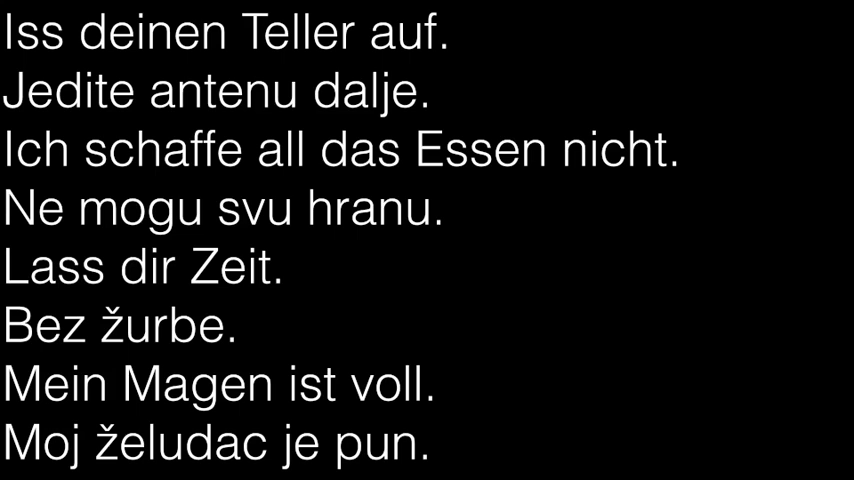 Iss deinen Teller auf.
Jedite antenu dalje.
Ich schaffe all das Essen nicht.
Ne mogu svu hranu.
Lass dir Zeit.
Bez žurbe.
Mein Magen ist voll.
Moj želudac je pun.